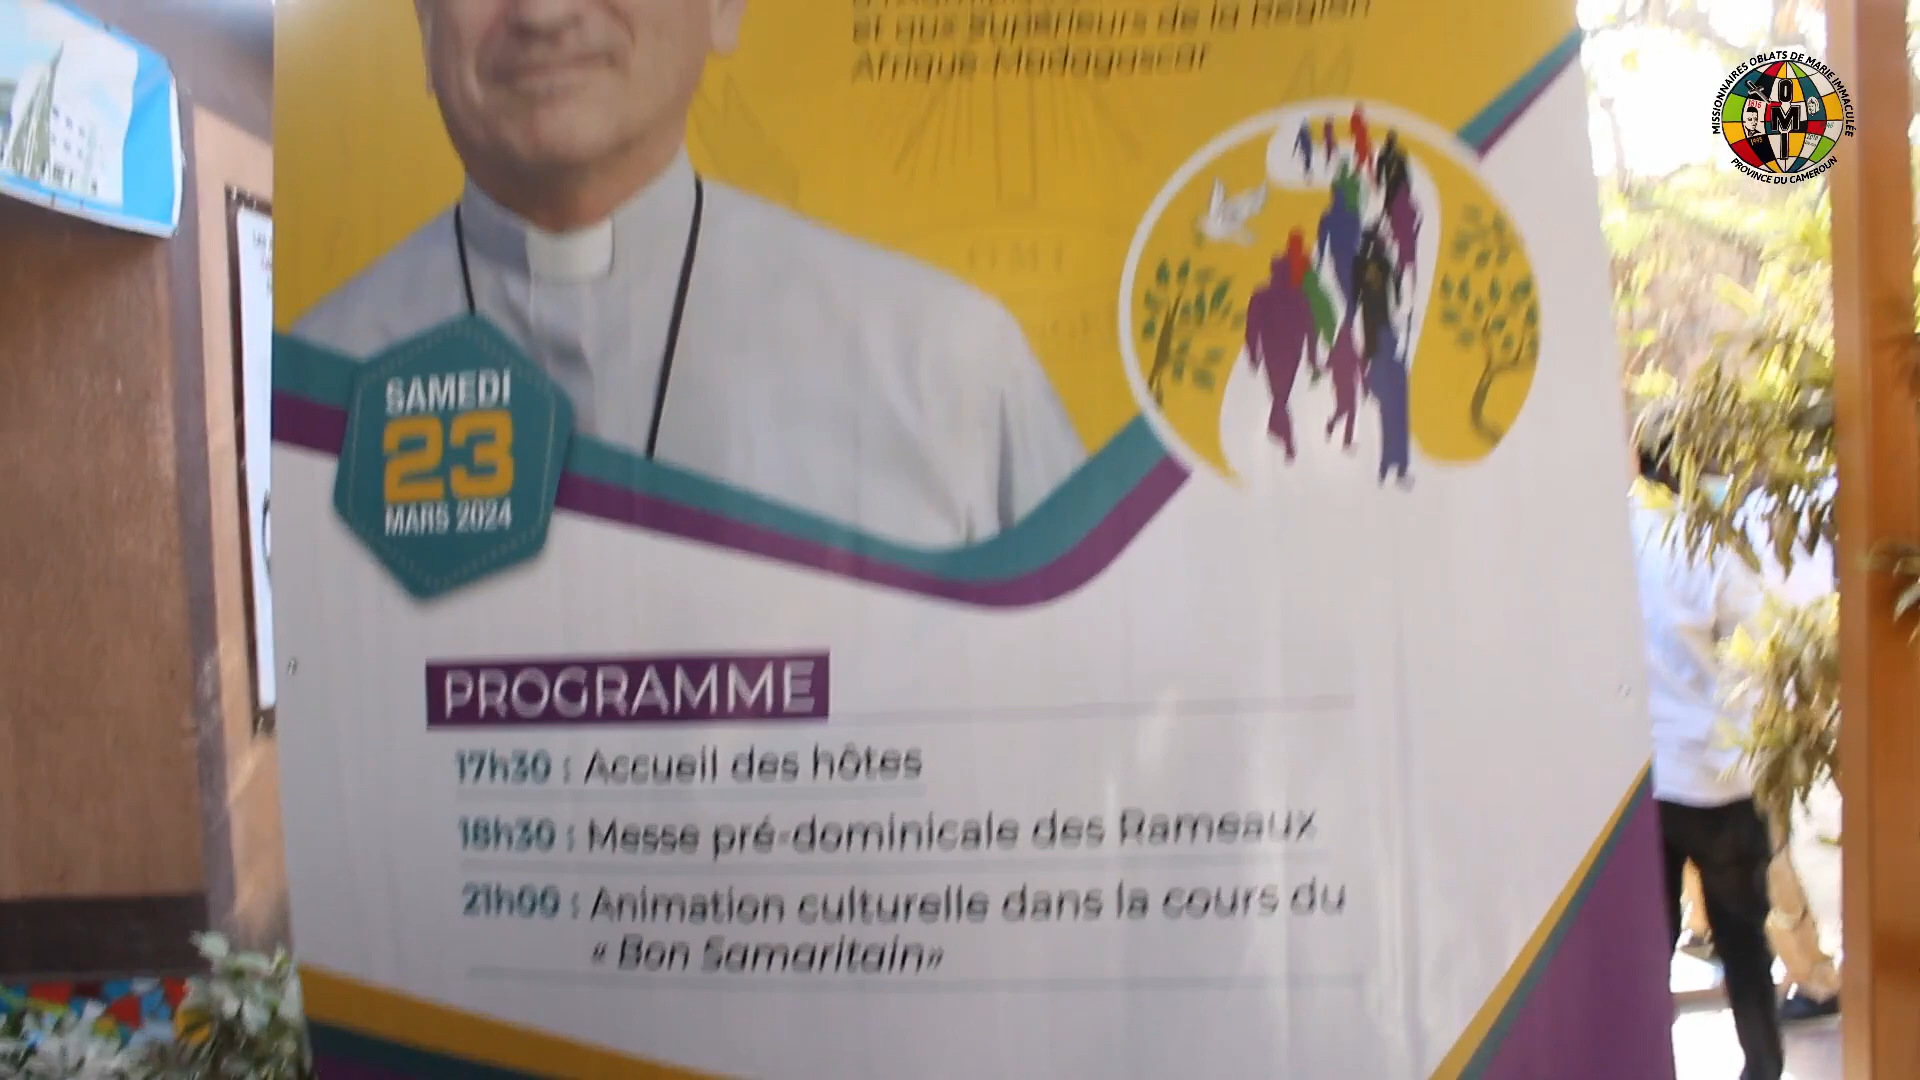 et aux Supérieurs de la Région
Afrique-Madagascar
MISSIONNAIRES OBLATS DE MARIE IMMACULÉE
OMI
PROVINCE DU CAMEROUN
SAMEDI
23
MARS 2024
PROGRAMME
17h30 : Accueil des hôtes
18h30 : Messe pré-dominicale des Rameaux
21h00 : Animation culturelle dans la cours du
« Bon Samaritain»